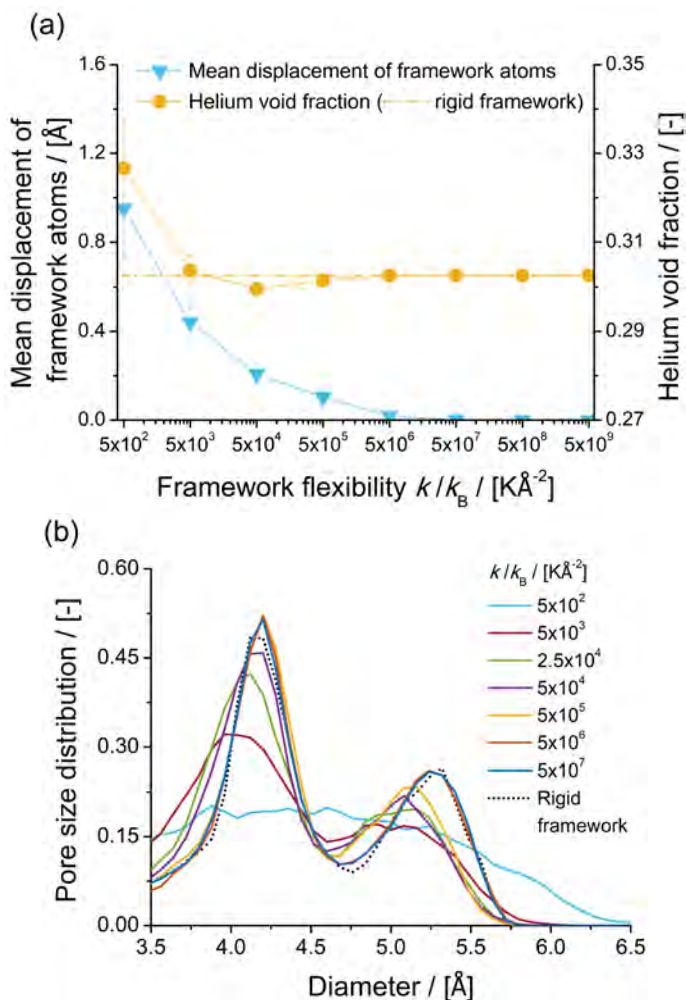 (a)
Mean displacement of framework atoms
Helium void fraction ( rigid framework)
1.6
1.2
0.8
0.4
0.0
Mean displacement of
framework atoms / [Å]
0.35
0.33
0.31
0.29
0.27
Helium void fraction / [-]
5x10² 5x10³ 5x10⁴ 5x10⁵ 5x10⁶ 5x10⁷ 5x10⁸ 5x10⁹
Framework flexibility k/k_B / [KÅ⁻²]
(b)
0.60
0.45
0.30
0.15
0.00
Pore size distribution / [-]
k/k_B / [KÅ⁻²]
5x10²
5x10³
2.5x10⁴
5x10⁴
5x10⁵
5x10⁶
5x10⁷
Rigid
framework
3.5 4.0 4.5 5.0 5.5 6.0 6.5
Diameter / [Å]